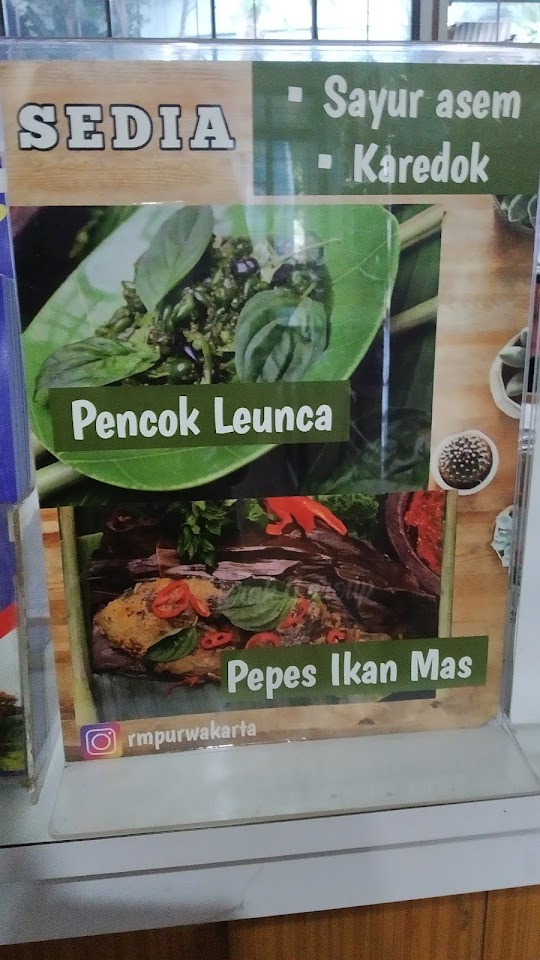 SEDIA
▪ Sayur asem
▪ Karedok
Pencok Leunca
Pepes Ikan Mas
rmpurwakarta